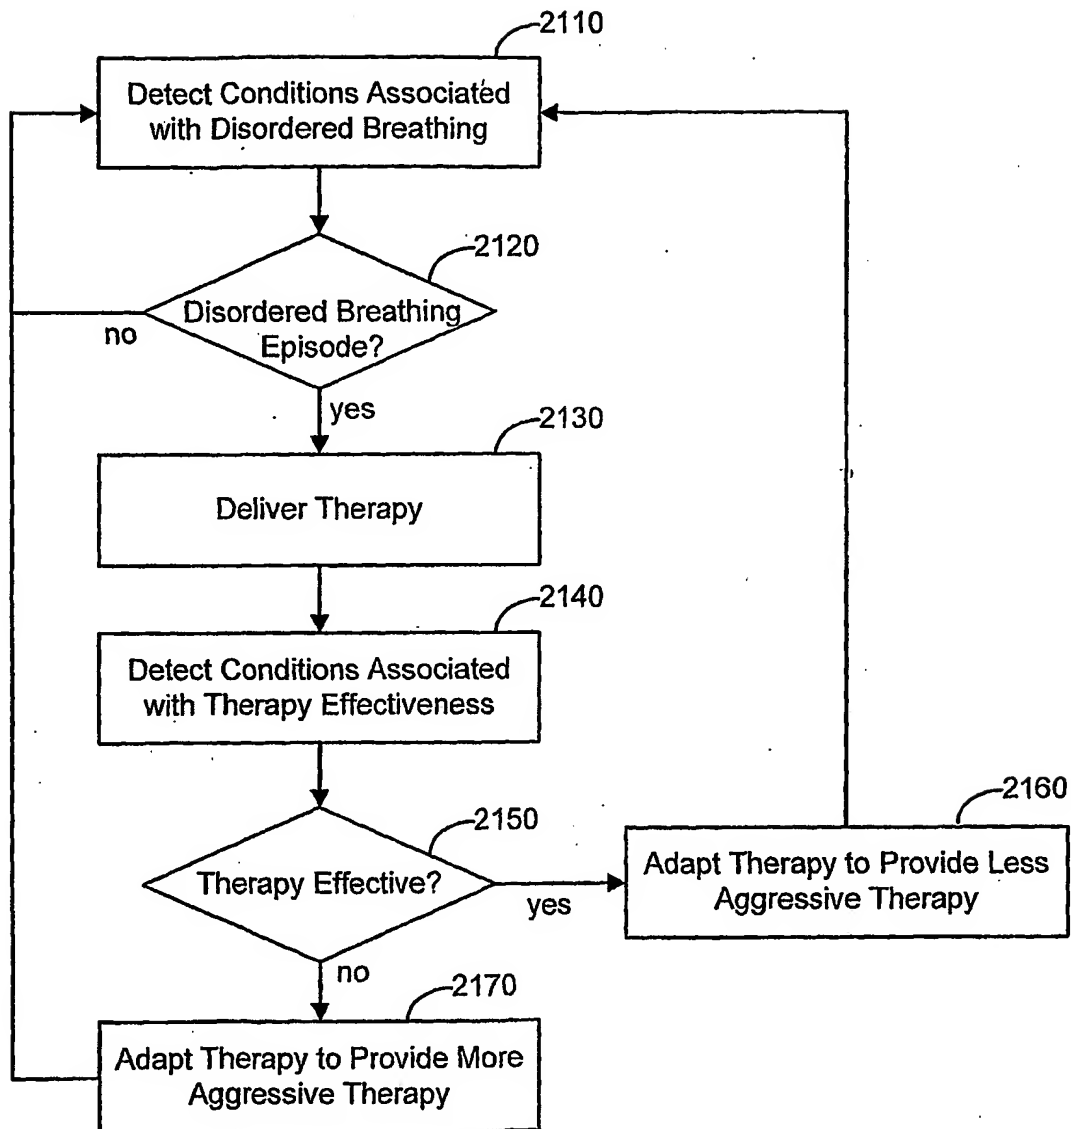 2110
Detect Conditions Associated
with Disordered Breathing
2120
Disordered Breathing
Episode?
no
yes
2130
Deliver Therapy
2140
Detect Conditions Associated
with Therapy Effectiveness
2150
Therapy Effective?
yes
2160
Adapt Therapy to Provide Less
Aggressive Therapy
no
2170
Adapt Therapy to Provide More
Aggressive Therapy